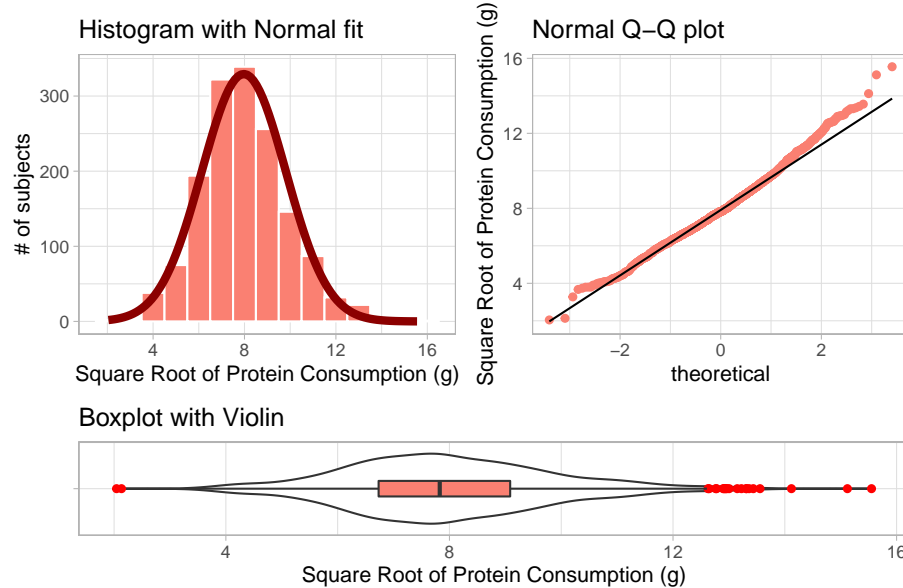 Histogram with Normal fit
# of subjects
300
200
100
0
4
8
12
16
Square Root of Protein Consumption (g)
Normal Q−Q plot
Square Root of Protein Consumption (g)
16
12
8
4
−2
0
2
theoretical
Boxplot with Violin
4
8
12
16
Square Root of Protein Consumption (g)